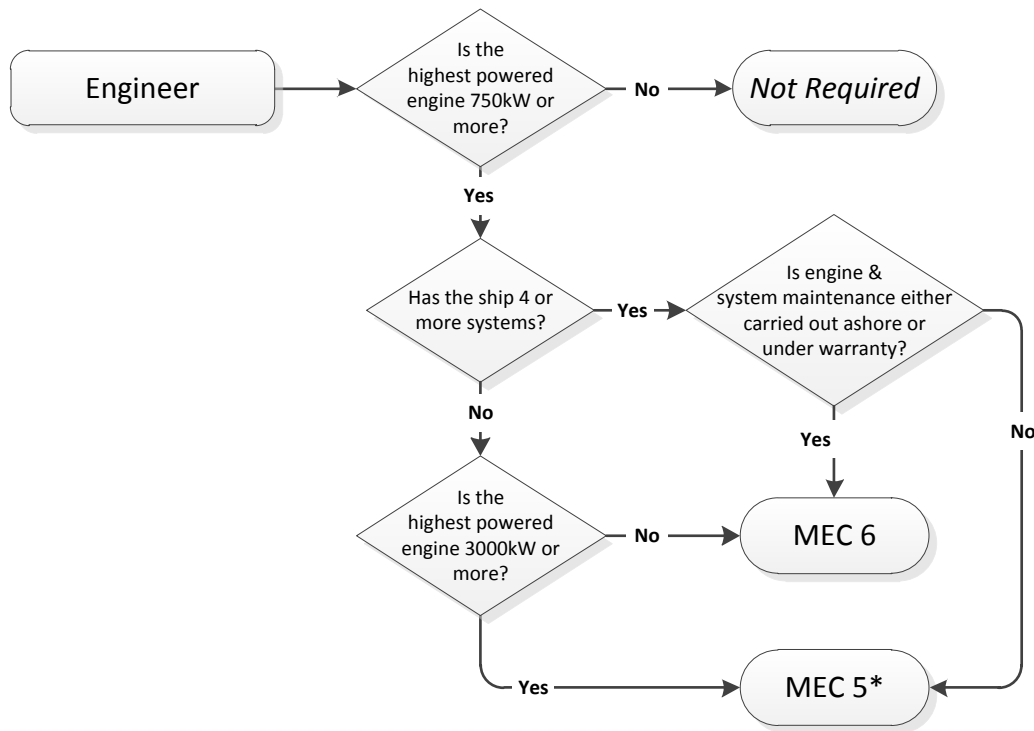 Engineer
Is the
highest powered
engine 750kW or
more?
No
Not Required
Yes
Has the ship 4 or
more systems?
Yes
Is engine &
system maintenance either
carried out ashore or
under warranty?
No
Yes
No
Is the
highest powered
engine 3000kW or
more?
No
MEC 6
Yes
MEC 5*